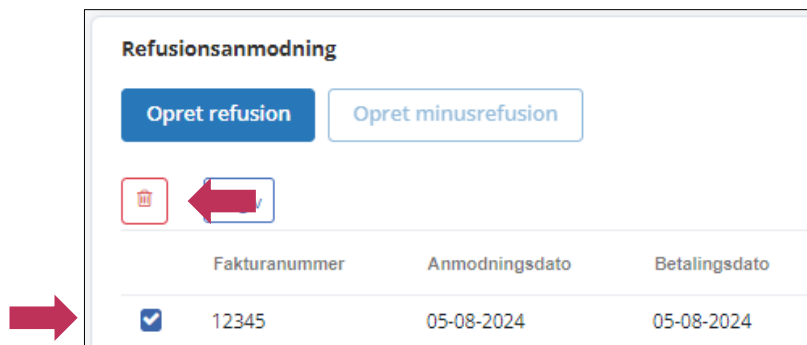 Refusionsanmodning
Opret refusion Opret minusrefusion
Fakturanummer Anmodningsdato Betalingsdato
12345 05-08-2024 05-08-2024